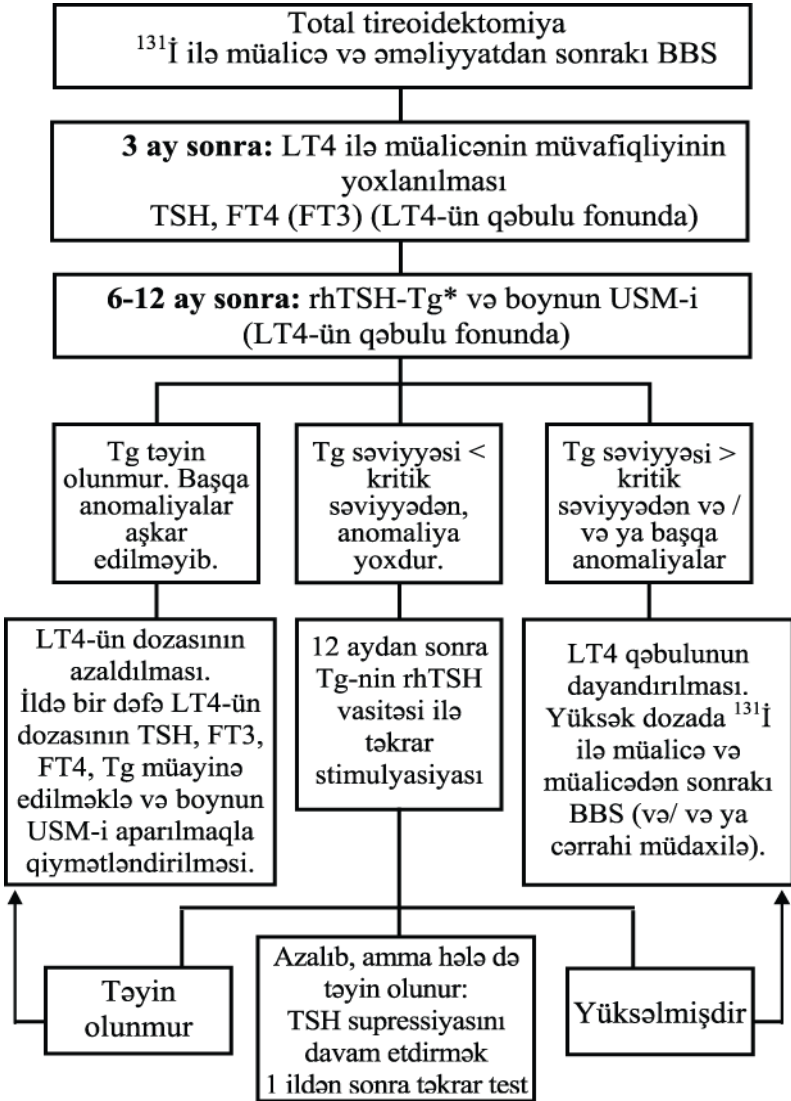 Total tireoidektomiya
¹³¹İ ilə müalicə və əməliyyatdan sonrakı BBS
3 ay sonra: LT4 ilə müalicənin müvafiqliyinin
yoxlanılması
TSH, FT4 (FT3) (LT4-ün qəbulu fonunda)
6-12 ay sonra: rhTSH-Tg* və boynun USM-i
(LT4-ün qəbulu fonunda)
Tg təyin
olunmur. Başqa
anomaliyalar
aşkar
edilməyib.
Tg səviyyəsi <
kritik
səviyyədən,
anomaliya
yoxdur.
Tg səviyyəsi >
kritik
səviyyədən və /
və ya başqa
anomaliyalar
LT4-ün dozasının
azaldılması.
İldə bir dəfə LT4-ün
dozasının TSH, FT3,
FT4, Tg müayinə
edilməklə və boynun
USM-i aparılmaqla
qiymətləndirilməsi.
12 aydan sonra
Tg-nin rhTSH
vasitəsi ilə
təkrar
stimulyasiyası
LT4 qəbulunun
dayandırılması.
Yüksək dozada ¹³¹İ
ilə müalicə və
müalicədən sonrakı
BBS (və/ və ya
cərrahi müdaxilə).
Təyin
olunmur
Azalıb, amma hələ də
təyin olunur:
TSH supressiyasını
davam etdirmək
1 ildən sonra təkrar test
Yüksəlmişdir